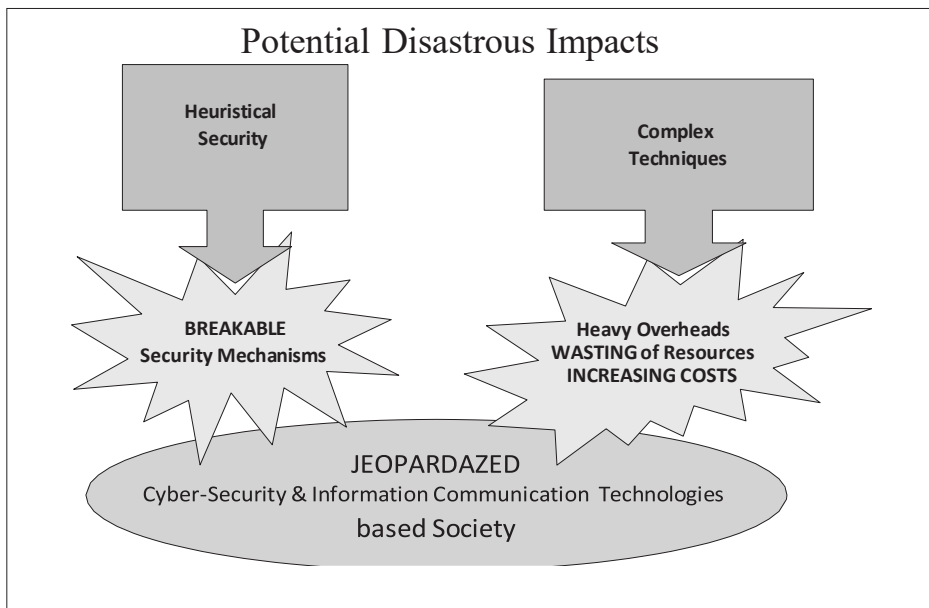 Potential Disastrous Impacts
Heuristical
Security
Complex
Techniques
BREAKABLE
Security Mechanisms
Heavy Overheads
WASTING of Resources
INCREASING COSTS
JEOPARDAZED
Cyber-Security & Information Communication Technologies
based Society